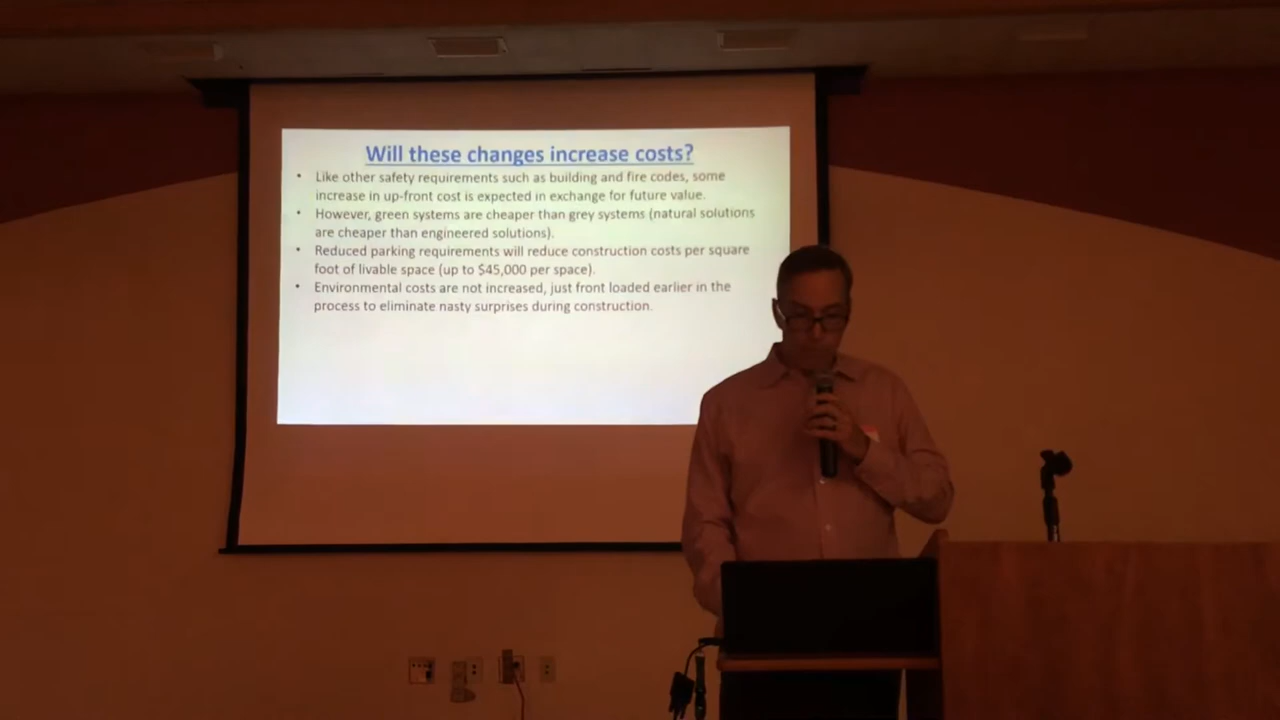 Will these changes increase costs?
• Like other safety requirements such as building and fire codes, some
increase in up-front cost is expected in exchange for future value.
• However, green systems are cheaper than grey systems (natural solutions
are cheaper than engineered solutions).
• Reduced parking requirements will reduce construction costs per square
foot of livable space (up to $45,000 per space).
• Environmental costs are not increased, just front loaded earlier in the
process to eliminate nasty surprises during construction.